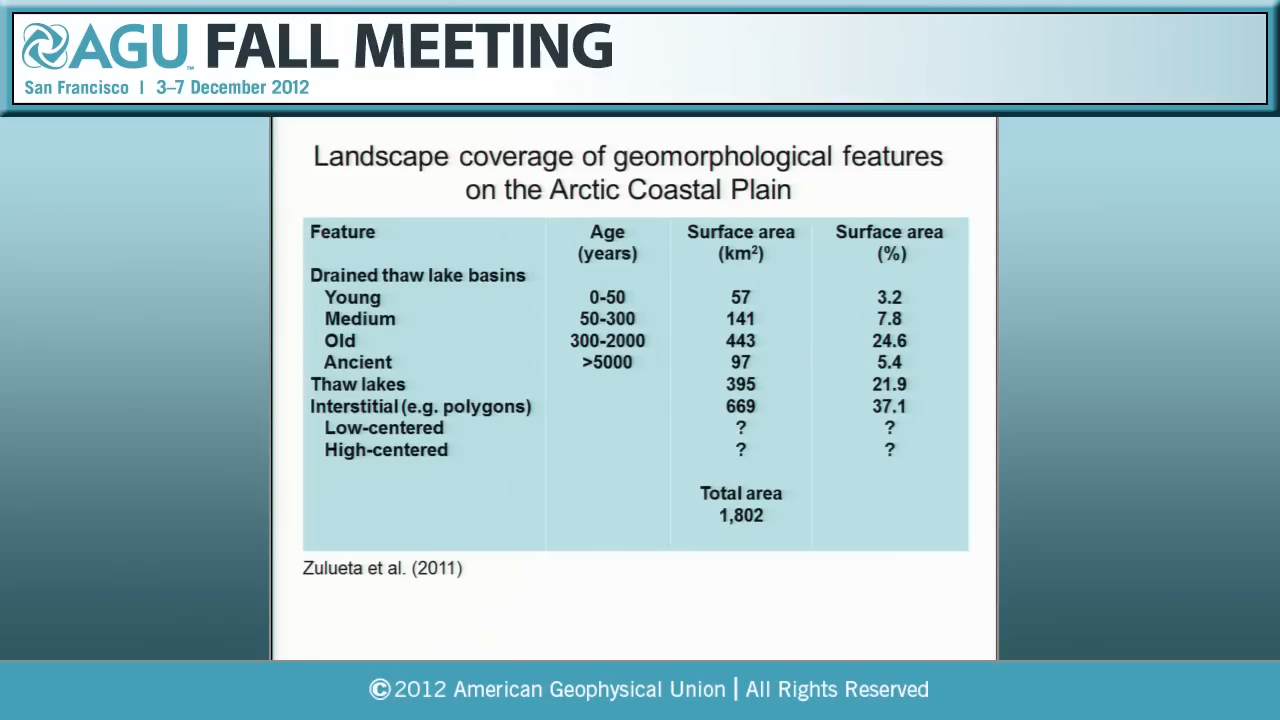 AGU™ FALL MEETING
San Francisco | 3–7 December 2012
Landscape coverage of geomorphological features
on the Arctic Coastal Plain
Feature Age Surface area Surface area
(years) (km²) (%)
Drained thaw lake basins
Young 0-50 57 3.2
Medium 50-300 141 7.8
Old 300-2000 443 24.6
Ancient >5000 97 5.4
Thaw lakes 395 21.9
Interstitial (e.g. polygons) 669 37.1
Low-centered ? ?
High-centered ? ?
Total area
1,802
Zulueta et al. (2011)
©2012 American Geophysical Union | All Rights Reserved